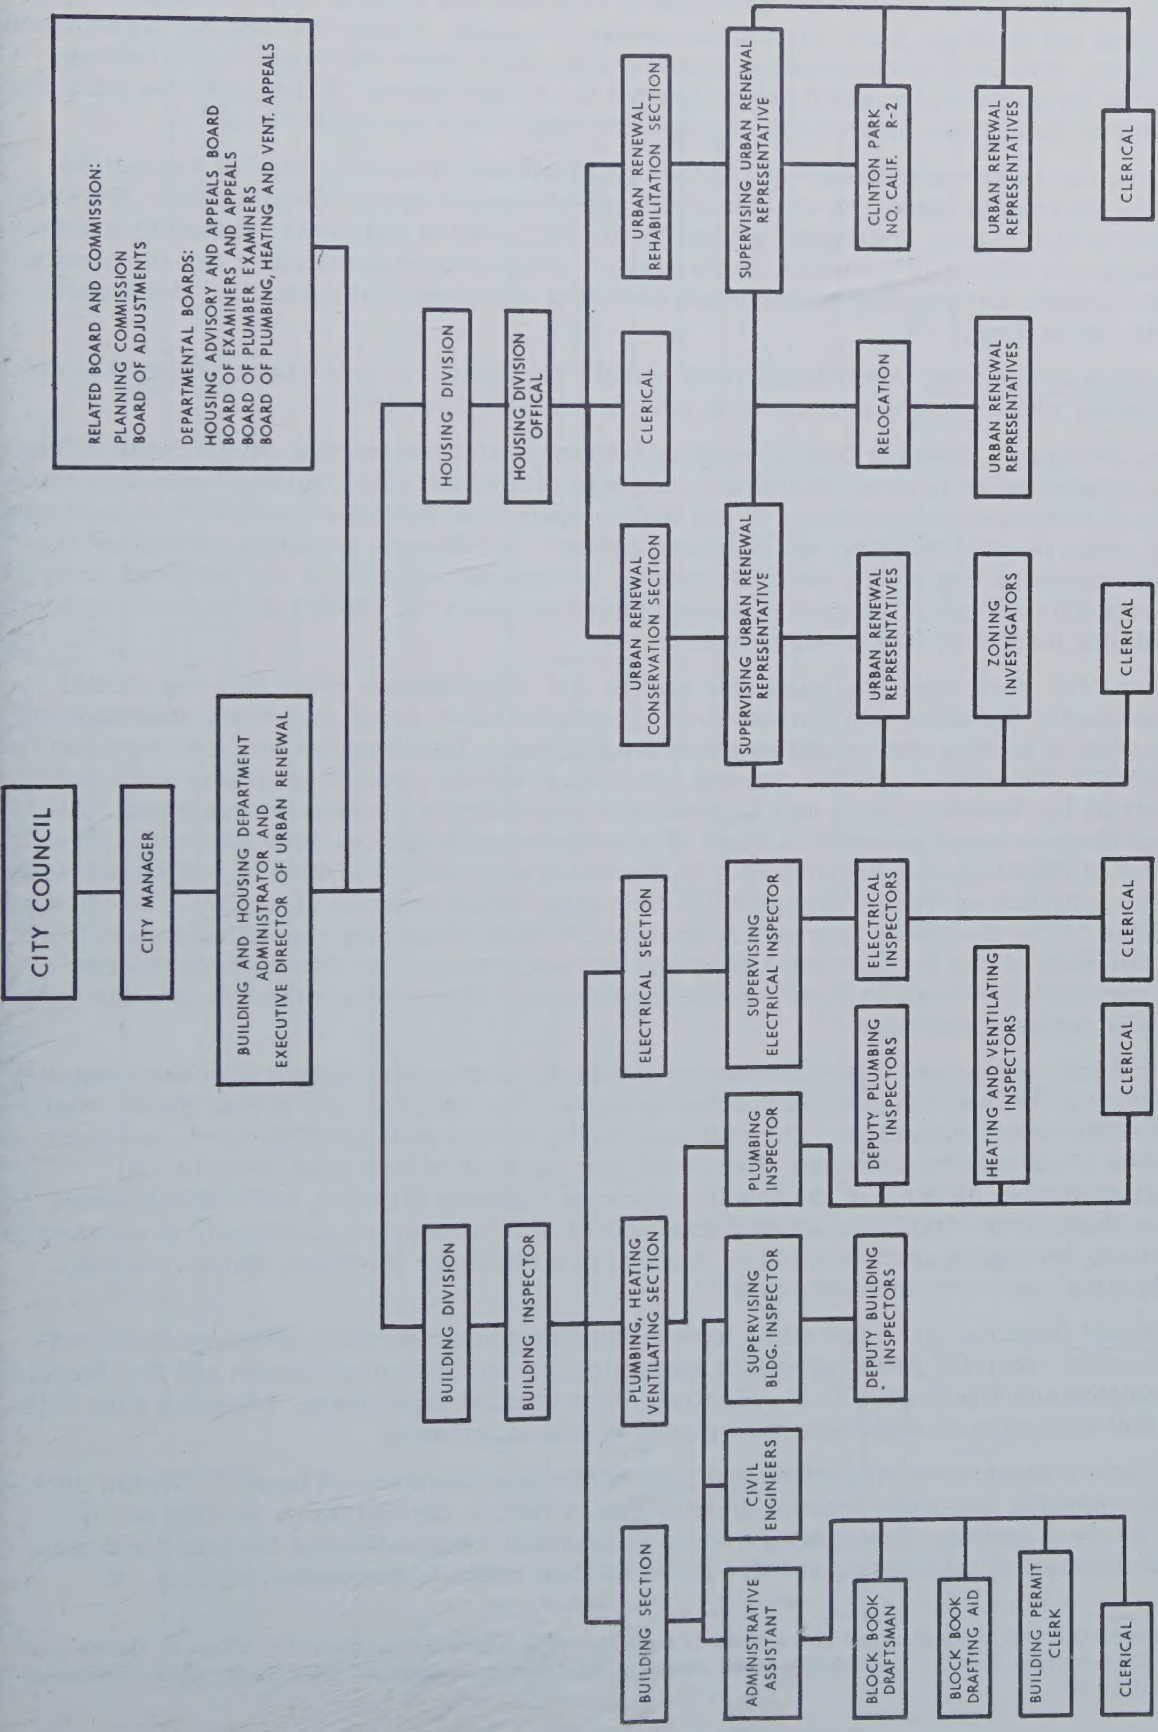 CITY COUNCIL
CITY MANAGER
BUILDING AND HOUSING DEPARTMENT
ADMINISTRATOR AND
EXECUTIVE DIRECTOR OF URBAN RENEWAL
RELATED BOARD AND COMMISSION:
PLANNING COMMISSION
BOARD OF ADJUSTMENTS
DEPARTMENTAL BOARDS:
HOUSING ADVISORY AND APPEALS BOARD
BOARD OF EXAMINERS AND APPEALS
BOARD OF PLUMBER EXAMINERS
BOARD OF PLUMBING, HEATING AND VENT. APPEALS
BUILDING DIVISION
HOUSING DIVISION
BUILDING INSPECTOR
HOUSING DIVISION
OFFICAL
BUILDING SECTION
PLUMBING, HEATING
VENTILATING SECTION
ELECTRICAL SECTION
URBAN RENEWAL
CONSERVATION SECTION
CLERICAL
URBAN RENEWAL
REHABILITATION SECTION
ADMINISTRATIVE
ASSISTANT
CIVIL
ENGINEERS
SUPERVISING
BLDG. INSPECTOR
PLUMBING
INSPECTOR
SUPERVISING
ELECTRICAL INSPECTOR
SUPERVISING URBAN RENEWAL
REPRESENTATIVE
SUPERVISING URBAN RENEWAL
REPRESENTATIVE
BLOCK BOOK
DRAFTSMAN
DEPUTY BUILDING
INSPECTORS
DEPUTY PLUMBING
INSPECTORS
ELECTRICAL
INSPECTORS
URBAN RENEWAL
REPRESENTATIVES
RELOCATION
CLINTON PARK
NO. CALIF. R-2
BLOCK BOOK
DRAFTING AID
HEATING AND VENTILATING
INSPECTORS
ZONING
INVESTIGATORS
URBAN RENEWAL
REPRESENTATIVES
URBAN RENEWAL
REPRESENTATIVES
BUILDING PERMIT
CLERK
CLERICAL
CLERICAL
CLERICAL
CLERICAL
CLERICAL